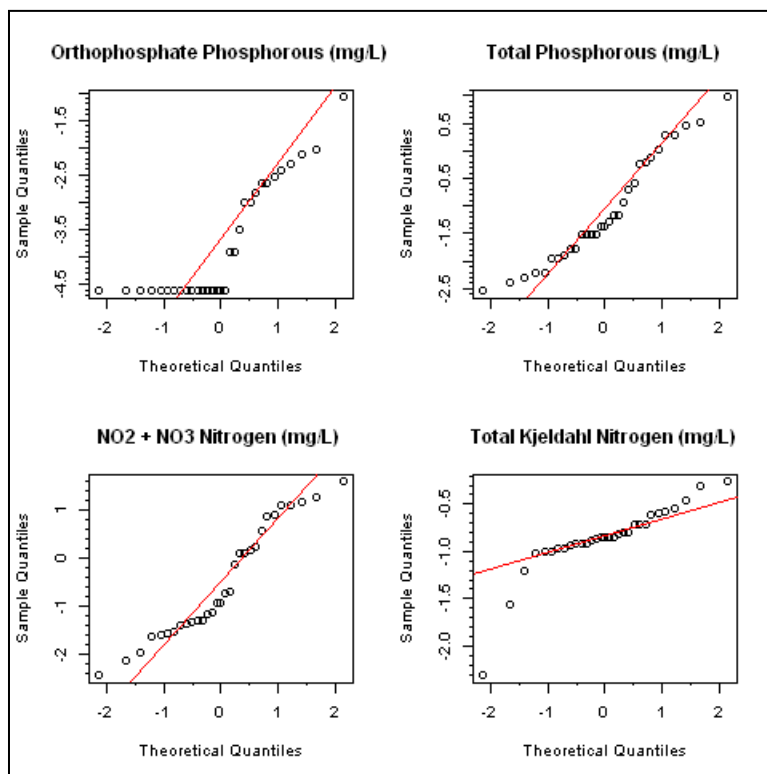 Orthophosphate Phosphorous (mg/L)
Sample Quantiles
-1.5
-2.5
-3.5
-4.5
-2 -1 0 1 2
Theoretical Quantiles
Total Phosphorous (mg/L)
Sample Quantiles
0.5
-0.5
-1.5
-2.5
-2 -1 0 1 2
Theoretical Quantiles
NO2 + NO3 Nitrogen (mg/L)
Sample Quantiles
1
0
-1
-2
-2 -1 0 1 2
Theoretical Quantiles
Total Kjeldahl Nitrogen (mg/L)
Sample Quantiles
-0.5
-1.0
-1.5
-2.0
-2 -1 0 1 2
Theoretical Quantiles